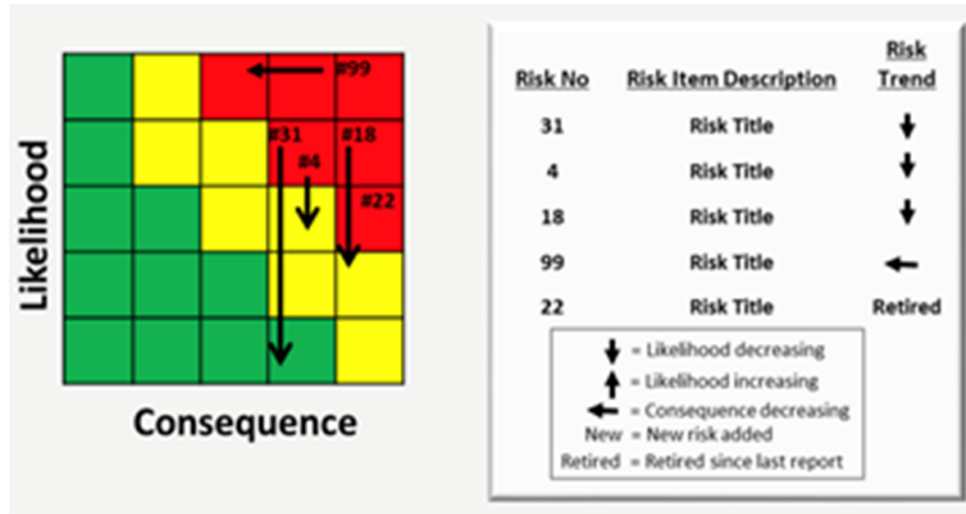 Likelihood
#99
#31
#18
#4
#22
Consequence
Risk No Risk Item Description Risk Trend
31 Risk Title ↓
4 Risk Title ↓
18 Risk Title ↓
99 Risk Title ←
22 Risk Title Retired
↓ = Likelihood decreasing
↑ = Likelihood increasing
← = Consequence decreasing
New = New risk added
Retired = Retired since last report